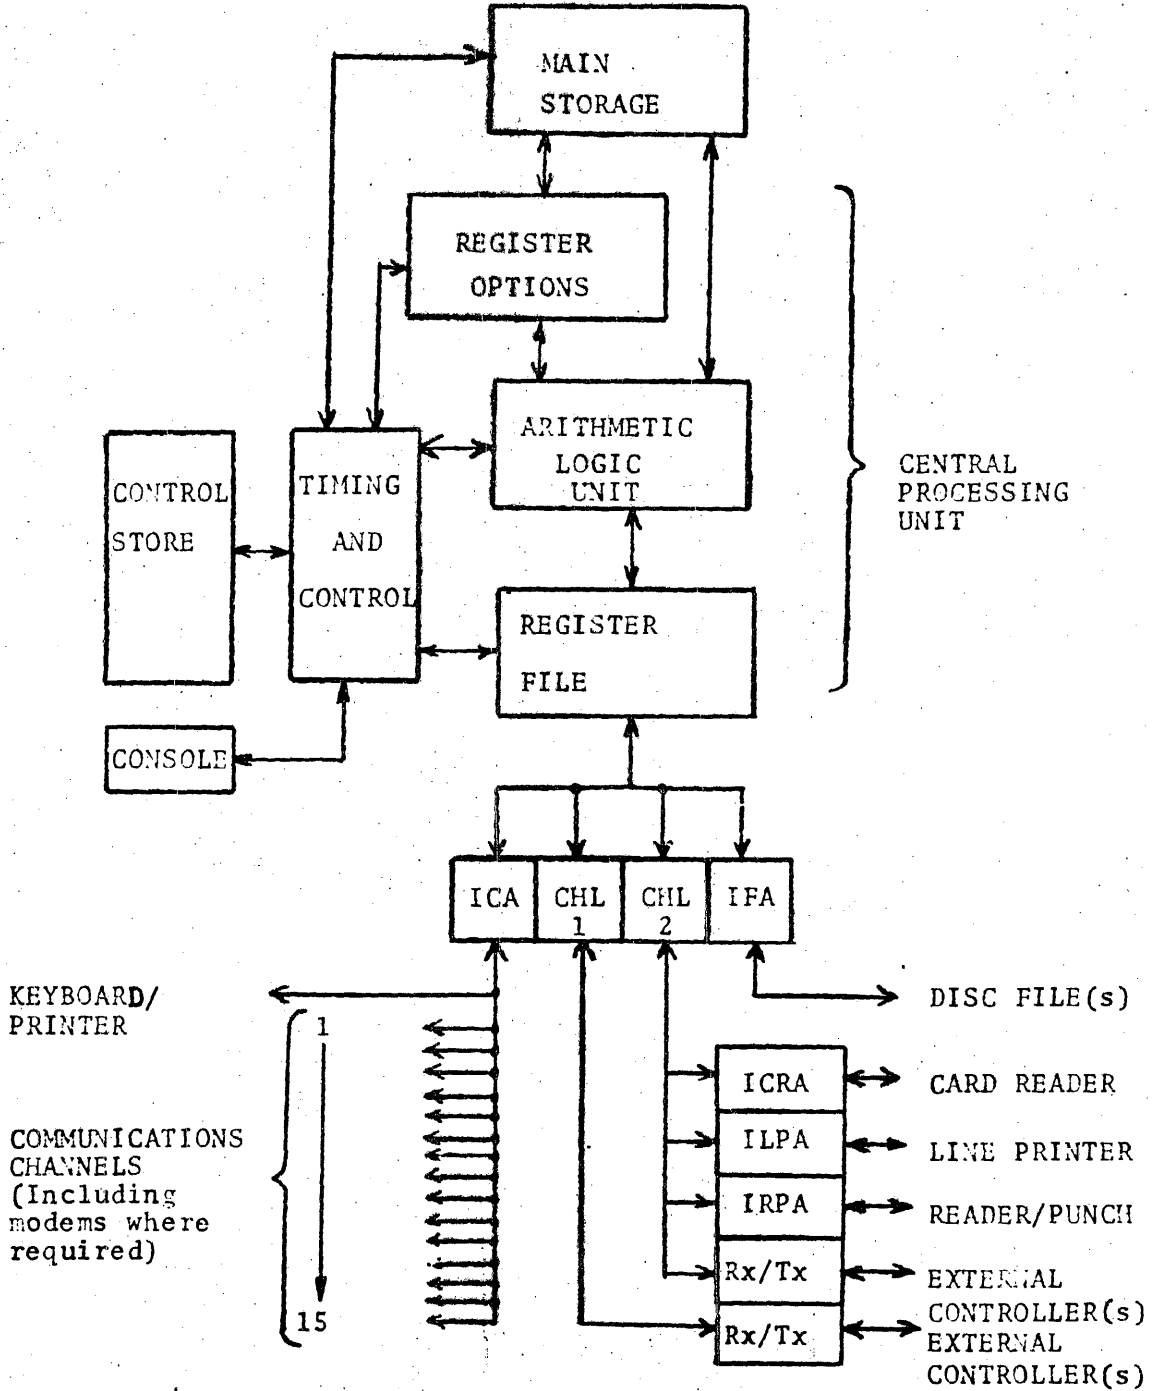 MAIN
STORAGE
REGISTER
OPTIONS
ARITHMETIC
LOGIC
UNIT
CENTRAL
PROCESSING
UNIT
CONTROL
STORE
TIMING
AND
CONTROL
REGISTER
FILE
CONSOLE
ICA
CHL
1
CHL
2
IFA
KEYBOARD/
PRINTER
DISC FILE(s)
1
15
COMMUNICATIONS
CHANNELS
(Including
modems where
required)
ICRA
CARD READER
ILPA
LINE PRINTER
IRPA
READER/PUNCH
Rx/Tx
EXTERNAL
CONTROLLER(s)
Rx/Tx
EXTERNAL
CONTROLLER(s)